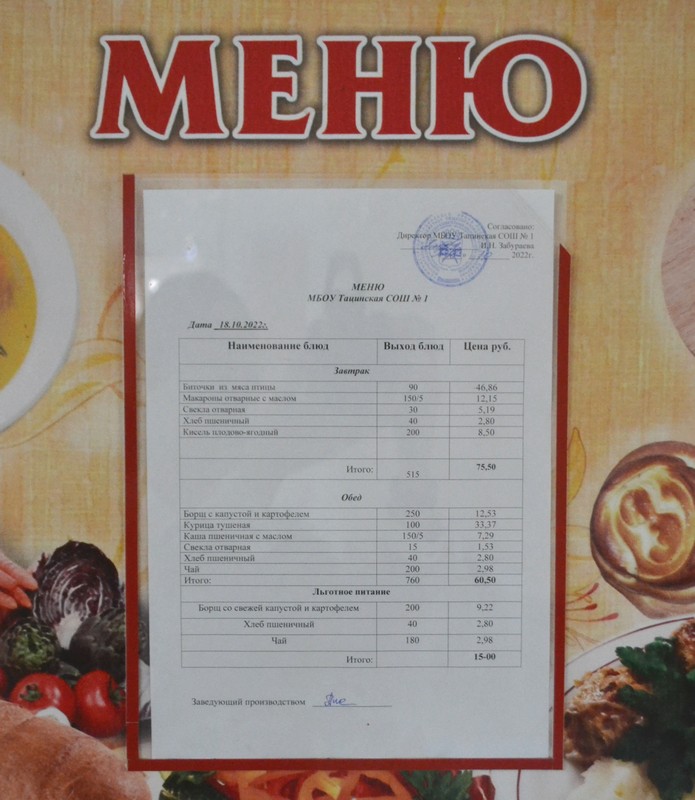 МЕНЮ
Согласовано:
Директор МБОУ Тацинская СОШ № 1
И.Н. Забураева
2022г.
МЕНЮ
МБОУ Тацинская СОШ № 1
Дата 18.10.2022г.
Наименование блюд Выход блюд Цена руб.
Завтрак
Биточки из мяса птицы 90 46,86
Макароны отварные с маслом 150/5 12,15
Свекла отварная 30 5,19
Хлеб пшеничный 40 2,80
Кисель плодово-ягодный 200 8,50
Итого: 515 75,50
Обед
Борщ с капустой и картофелем 250 12,53
Курица тушеная 100 33,37
Каша пшеничная с маслом 150/5 7,29
Свекла отварная 15 1,53
Хлеб пшеничный 40 2,80
Чай 200 2,98
Итого: 760 60,50
Льготное питание
Борщ со свежей капустой и картофелем 200 9,22
Хлеб пшеничный 40 2,80
Чай 180 2,98
Итого: 15-00
Заведующий производством